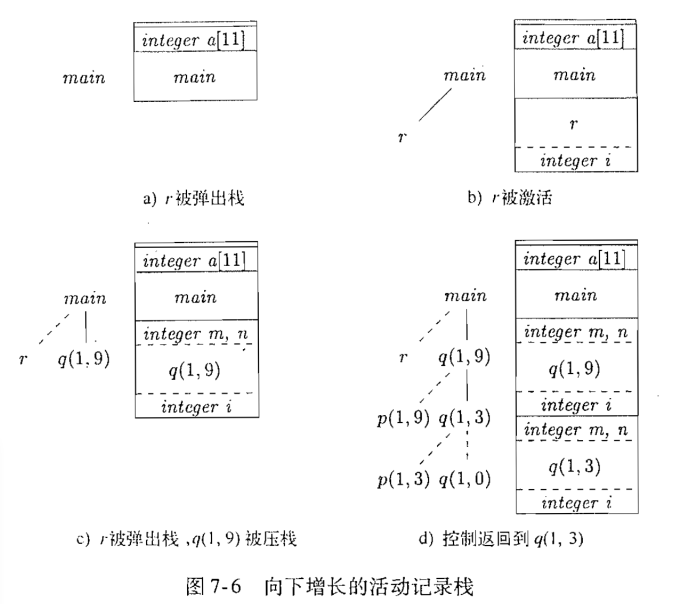 integer a[11]
main
main
a) r被弹出栈
integer a[11]
main
main
r
r
integer i
b) r被激活
integer a[11]
main
main
r
q(1,9)
integer m, n
q(1,9)
integer i
c) r被弹出栈,q(1,9)被压栈
integer a[11]
main
main
integer m, n
r
q(1,9)
q(1,9)
integer i
p(1,9)
q(1,3)
integer m, n
q(1,3)
p(1,3)
q(1,0)
integer i
d) 控制返回到q(1, 3)
图 7-6 向下增长的活动记录栈